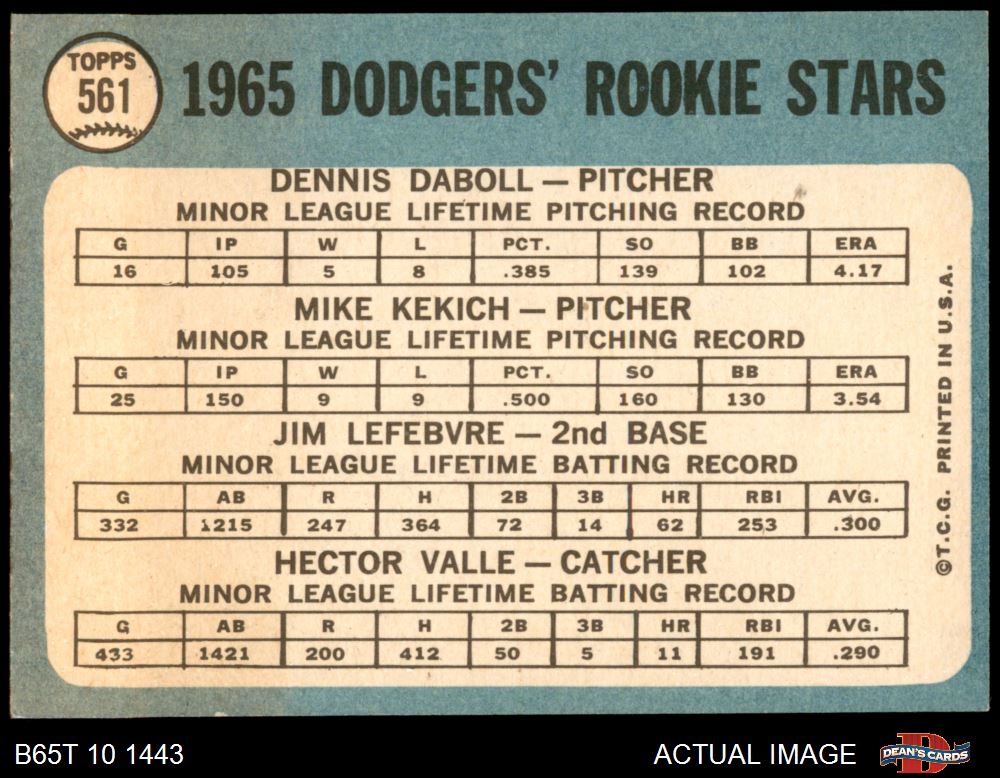 TOPPS
561
1965 DODGERS' ROOKIE STARS
DENNIS DABOLL — PITCHER
MINOR LEAGUE LIFETIME PITCHING RECORD
G IP W L PCT. SO BB ERA
16 105 5 8 .385 139 102 4.17
MIKE KEKICH — PITCHER
MINOR LEAGUE LIFETIME PITCHING RECORD
G IP W L PCT. SO BB ERA
25 150 9 9 .500 160 130 3.54
JIM LEFEBVRE — 2nd BASE
MINOR LEAGUE LIFETIME BATTING RECORD
G AB R H 2B 3B HR RBI AVG.
332 1215 247 364 72 14 62 253 .300
HECTOR VALLE — CATCHER
MINOR LEAGUE LIFETIME BATTING RECORD
G AB R H 2B 3B HR RBI AVG.
433 1421 200 412 50 5 11 191 .290
©T.C.G. PRINTED IN U.S.A.
B65T 10 1443
ACTUAL IMAGE
D
DEAN'S CARDS